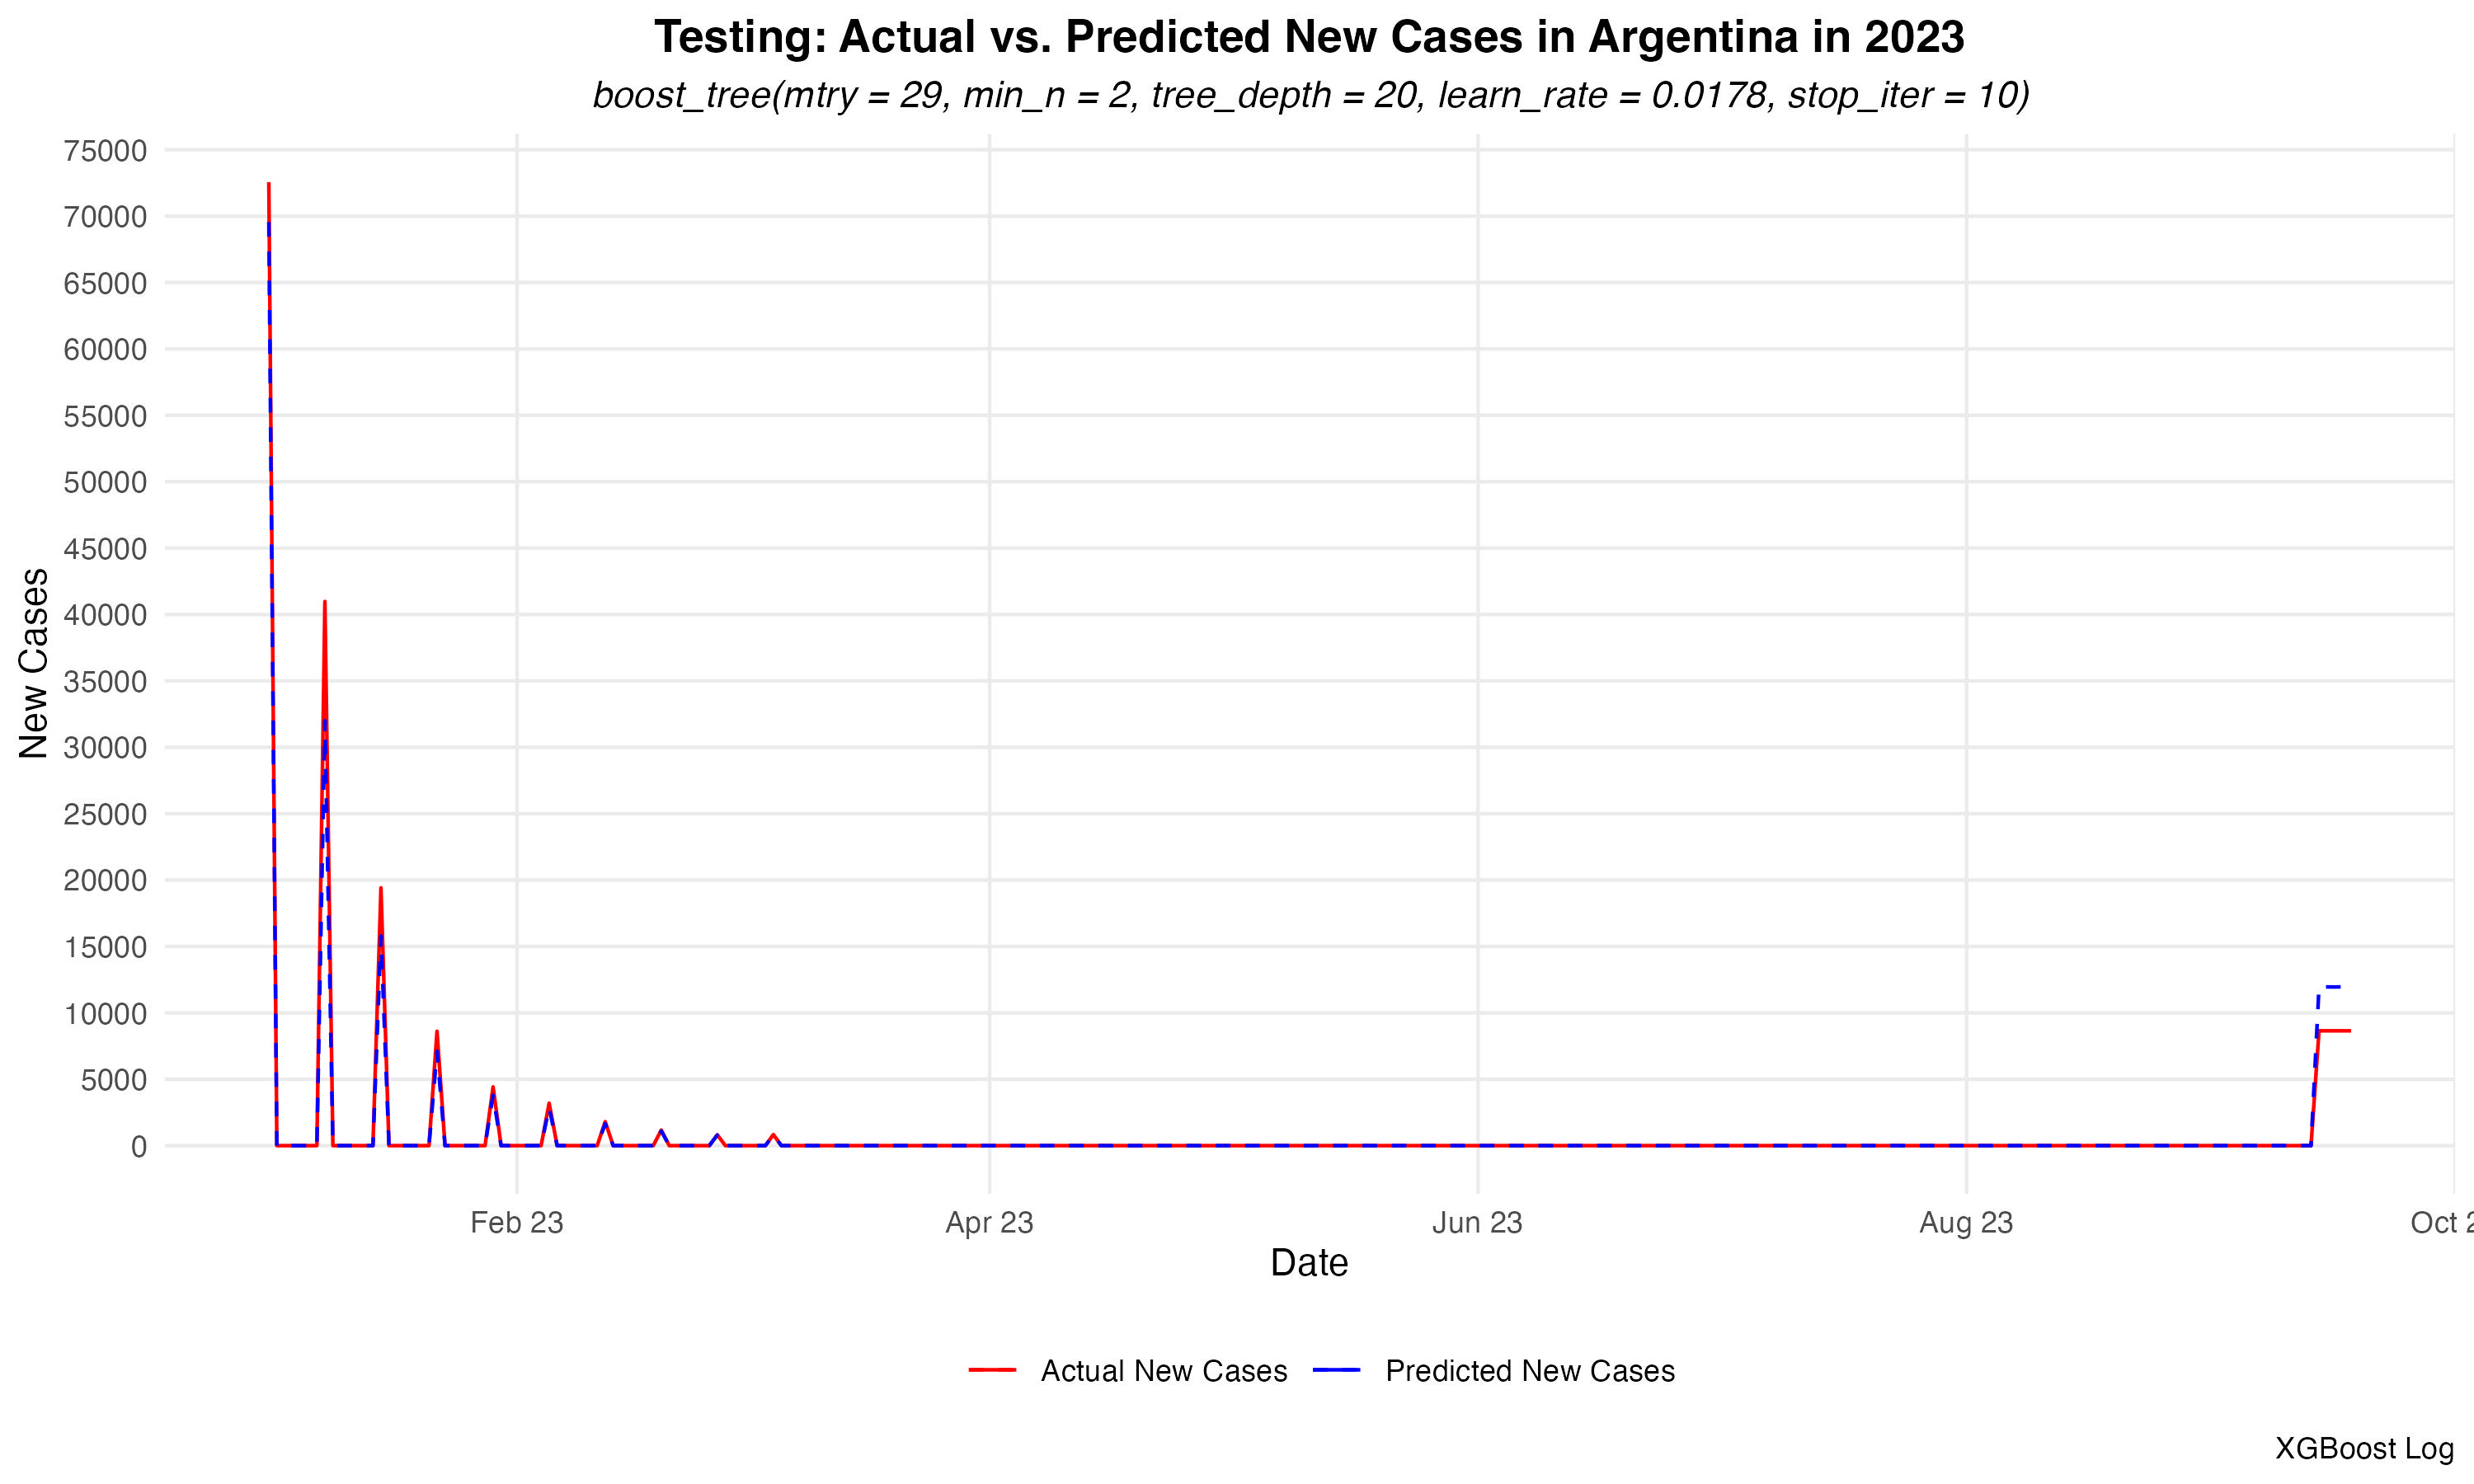 Testing: Actual vs. Predicted New Cases in Argentina in 2023
boost_tree(mtry = 29, min_n = 2, tree_depth = 20, learn_rate = 0.0178, stop_iter = 10)
New Cases
75000
70000
65000
60000
55000
50000
45000
40000
35000
30000
25000
20000
15000
10000
5000
0
Feb 23 Apr 23 Jun 23 Aug 23 Oct 2
Date
Actual New Cases Predicted New Cases
XGBoost Log